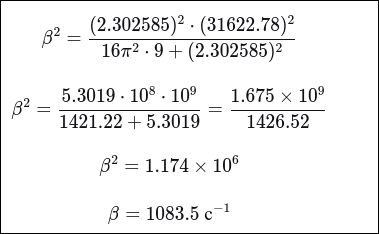 β² = (2.302585)² · (31622.78)² / 16π² · 9 + (2.302585)²
β² = 5.3019 · 10⁸ · 10⁹ / 1421.22 + 5.3019 = 1.675 × 10⁹ / 1426.52
β² = 1.174 × 10⁶
β = 1083.5 c⁻¹